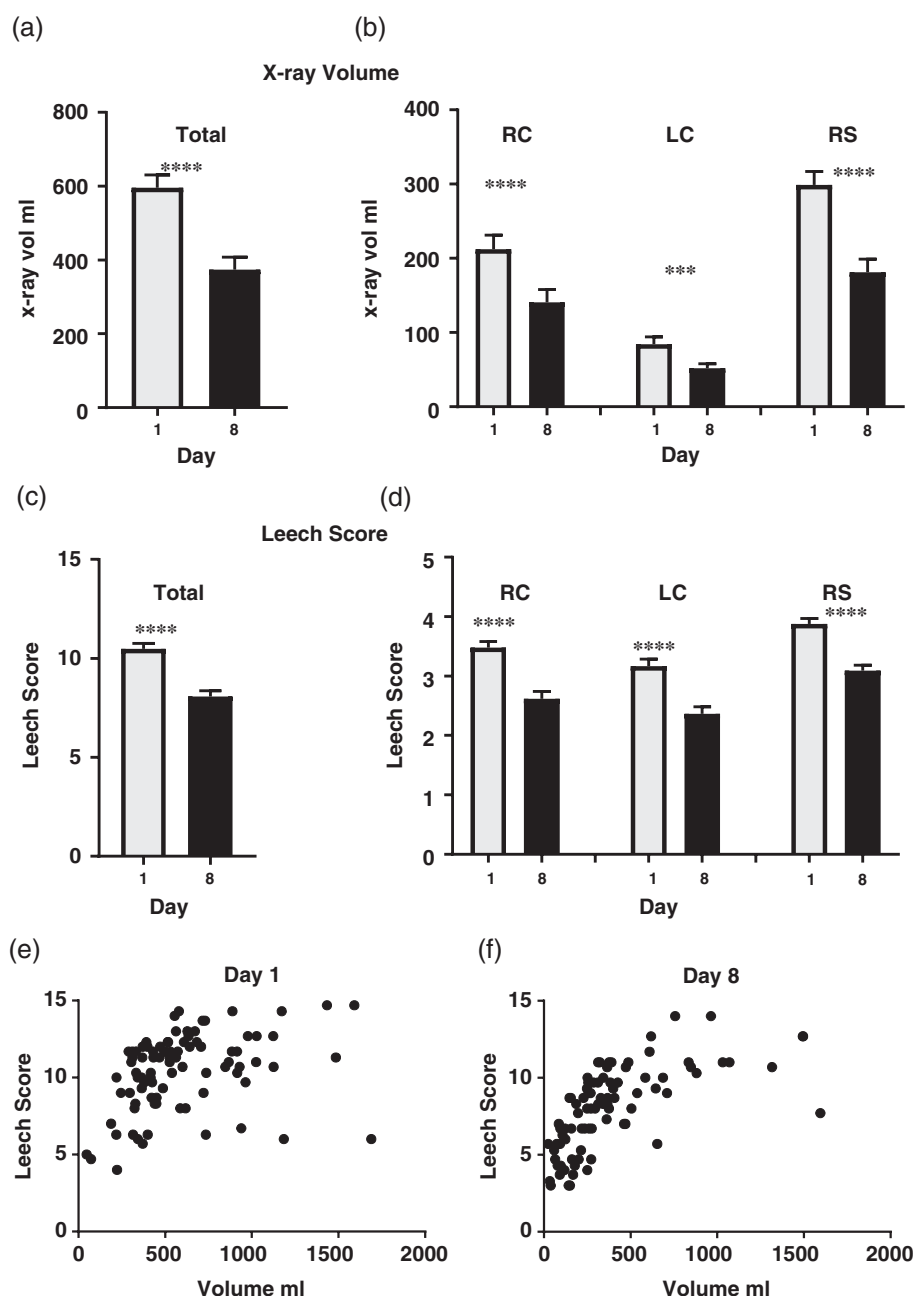 (a)
(b)
X-ray Volume
800
600
400
200
0
x-ray vol ml
Total
****
1
8
Day
400
300
200
100
0
x-ray vol ml
RC
LC
RS
****
***
****
1
8
1
8
1
8
Day
(c)
(d)
Leech Score
15
10
5
0
Leech Score
Total
****
1
8
Day
5
4
3
2
1
0
Leech Score
RC
LC
RS
****
****
****
1
8
1
8
1
8
Day
(e)
Day 1
15
10
5
0
Leech Score
0
500
1000
1500
2000
Volume ml
(f)
Day 8
15
10
5
0
Leech Score
0
500
1000
1500
2000
Volume ml